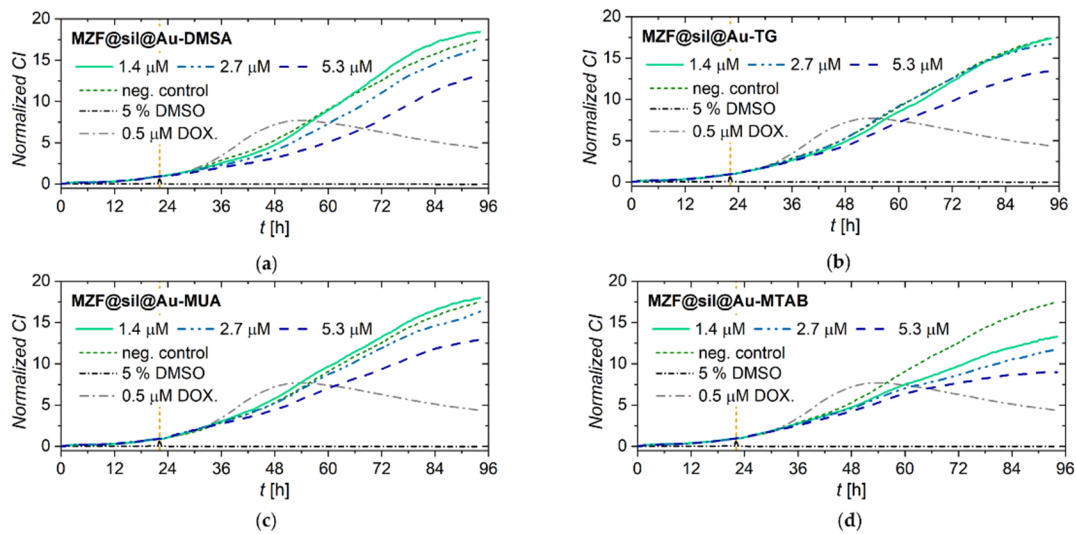 MZF@sil@Au-DMSA
1.4 μM 2.7 μM 5.3 μM
neg. control
5 % DMSO
0.5 μM DOX.
Normalized CI
20
15
10
5
0
0 12 24 36 48 60 72 84 96
t [h]
(a)
MZF@sil@Au-TG
1.4 μM 2.7 μM 5.3 μM
neg. control
5 % DMSO
0.5 μM DOX.
Normalized CI
20
15
10
5
0
0 12 24 36 48 60 72 84 96
t [h]
(b)
MZF@sil@Au-MUA
1.4 μM 2.7 μM 5.3 μM
neg. control
5 % DMSO
0.5 μM DOX.
Normalized CI
20
15
10
5
0
0 12 24 36 48 60 72 84 96
t [h]
(c)
MZF@sil@Au-MTAB
1.4 μM 2.7 μM 5.3 μM
neg. control
5 % DMSO
0.5 μM DOX.
Normalized CI
20
15
10
5
0
0 12 24 36 48 60 72 84 96
t [h]
(d)